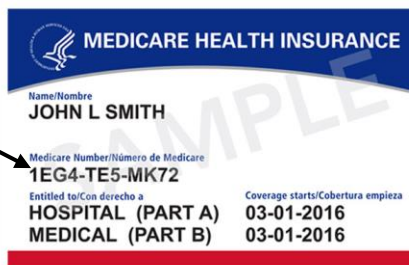 MEDICARE HEALTH INSURANCE
SAMPLE
Name/Nombre
JOHN L SMITH
Medicare Number/Número de Medicare
1EG4-TE5-MK72
Entitled to/Con derecho a Coverage starts/Cobertura empieza
HOSPITAL (PART A) 03-01-2016
MEDICAL (PART B) 03-01-2016